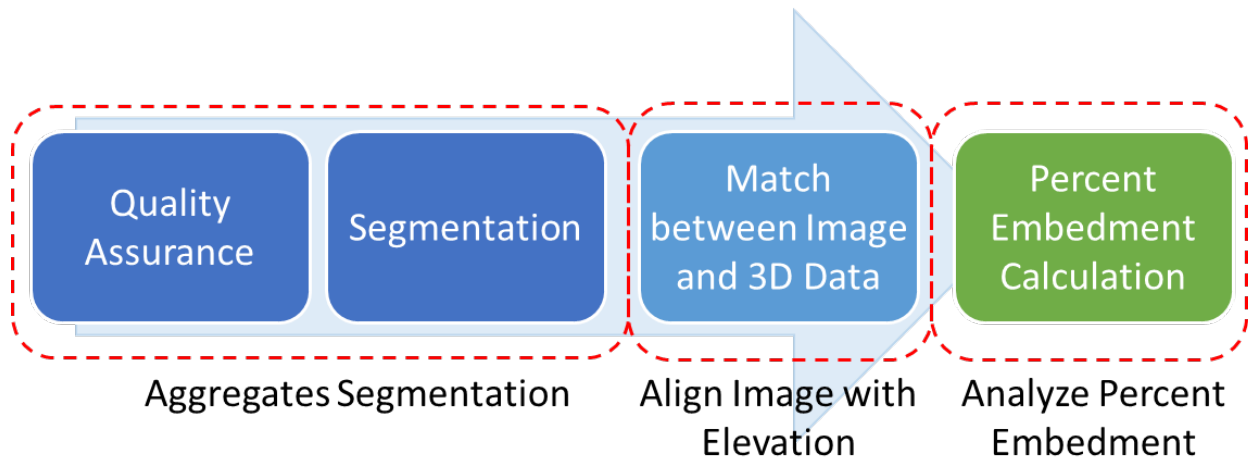 Quality
Assurance
Segmentation
Match
between Image
and 3D Data
Percent
Embedment
Calculation
Aggregates Segmentation
Align Image with
Elevation
Analyze Percent
Embedment